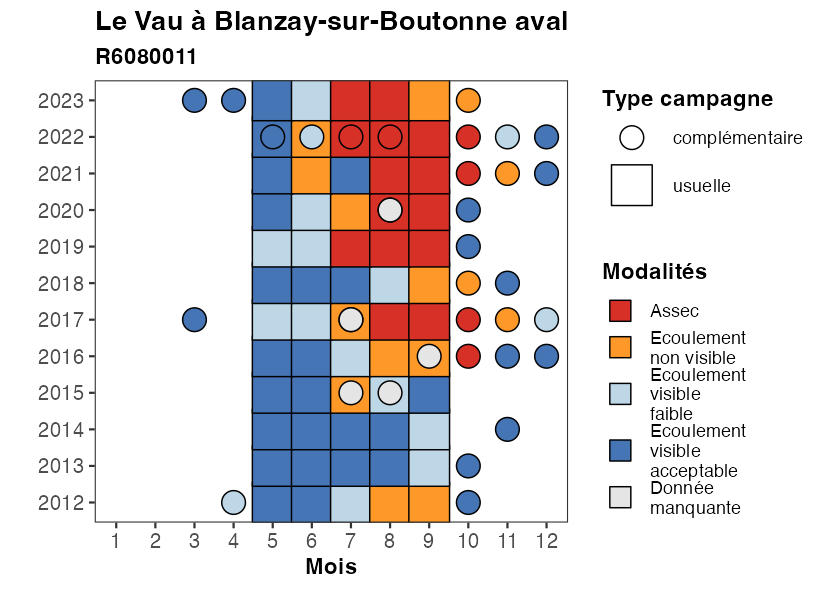 Le Vau à Blanzay-sur-Boutonne aval
R6080011
2023
2022
2021
2020
2019
2018
2017
2016
2015
2014
2013
2012
1 2 3 4 5 6 7 8 9 10 11 12
Mois
Type campagne
complémentaire
usuelle
Modalités
Assec
Ecoulement
non visible
Ecoulement
visible
faible
Ecoulement
visible
acceptable
Donnée
manquante